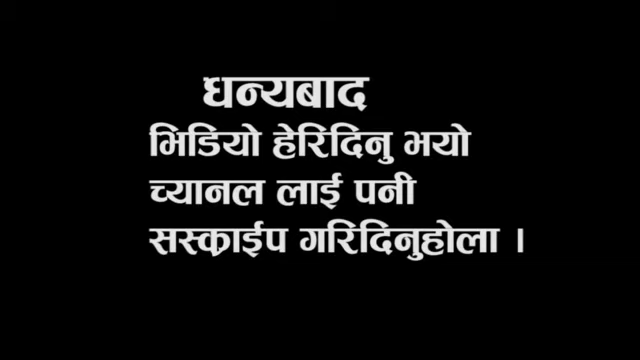 धन्यबाद
भिडियो हेरिदिनु भयो
च्यानल लाई पनी
सस्क्राईप गरिदिनुहोला ।